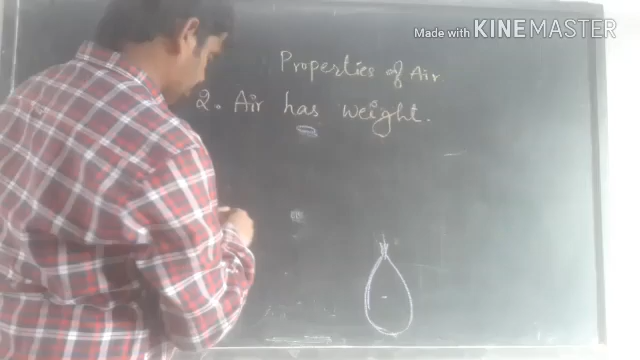 Made with KINEMASTER
Properties of Air.
2. Air has weight.